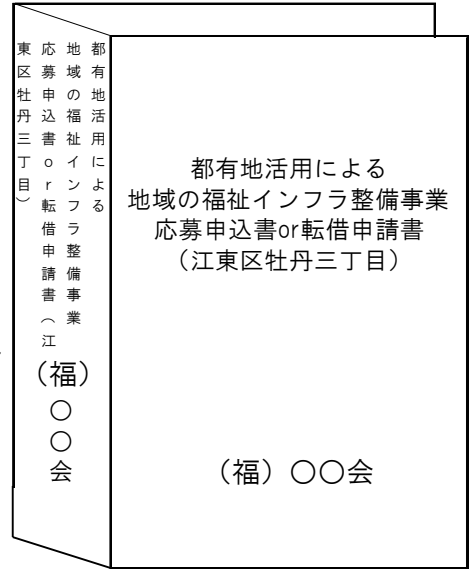 都有地活用による
地域の福祉インフラ整備事業
応募申込書or転借申請書（江
東区牡丹三丁目）
（福）
○
○
会
都有地活用による
地域の福祉インフラ整備事業
応募申込書or転借申請書
（江東区牡丹三丁目）
（福）○○会